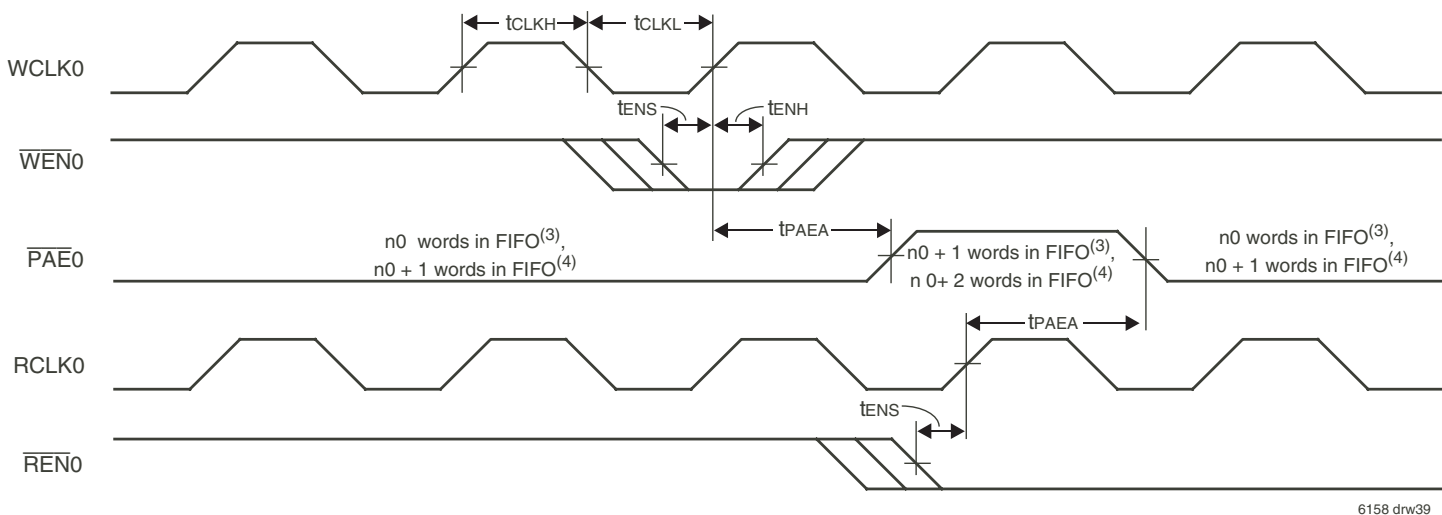 tCLKH tCLKL
WCLK0
tENS tENH
WEN0
tPAEA
n0 words in FIFO(3),
n0 + 1 words in FIFO(4)
n0 + 1 words in FIFO(3),
n 0+ 2 words in FIFO(4)
n0 words in FIFO(3),
n0 + 1 words in FIFO(4)
PAE0
tPAEA
RCLK0
tENS
REN0
6158 drw39